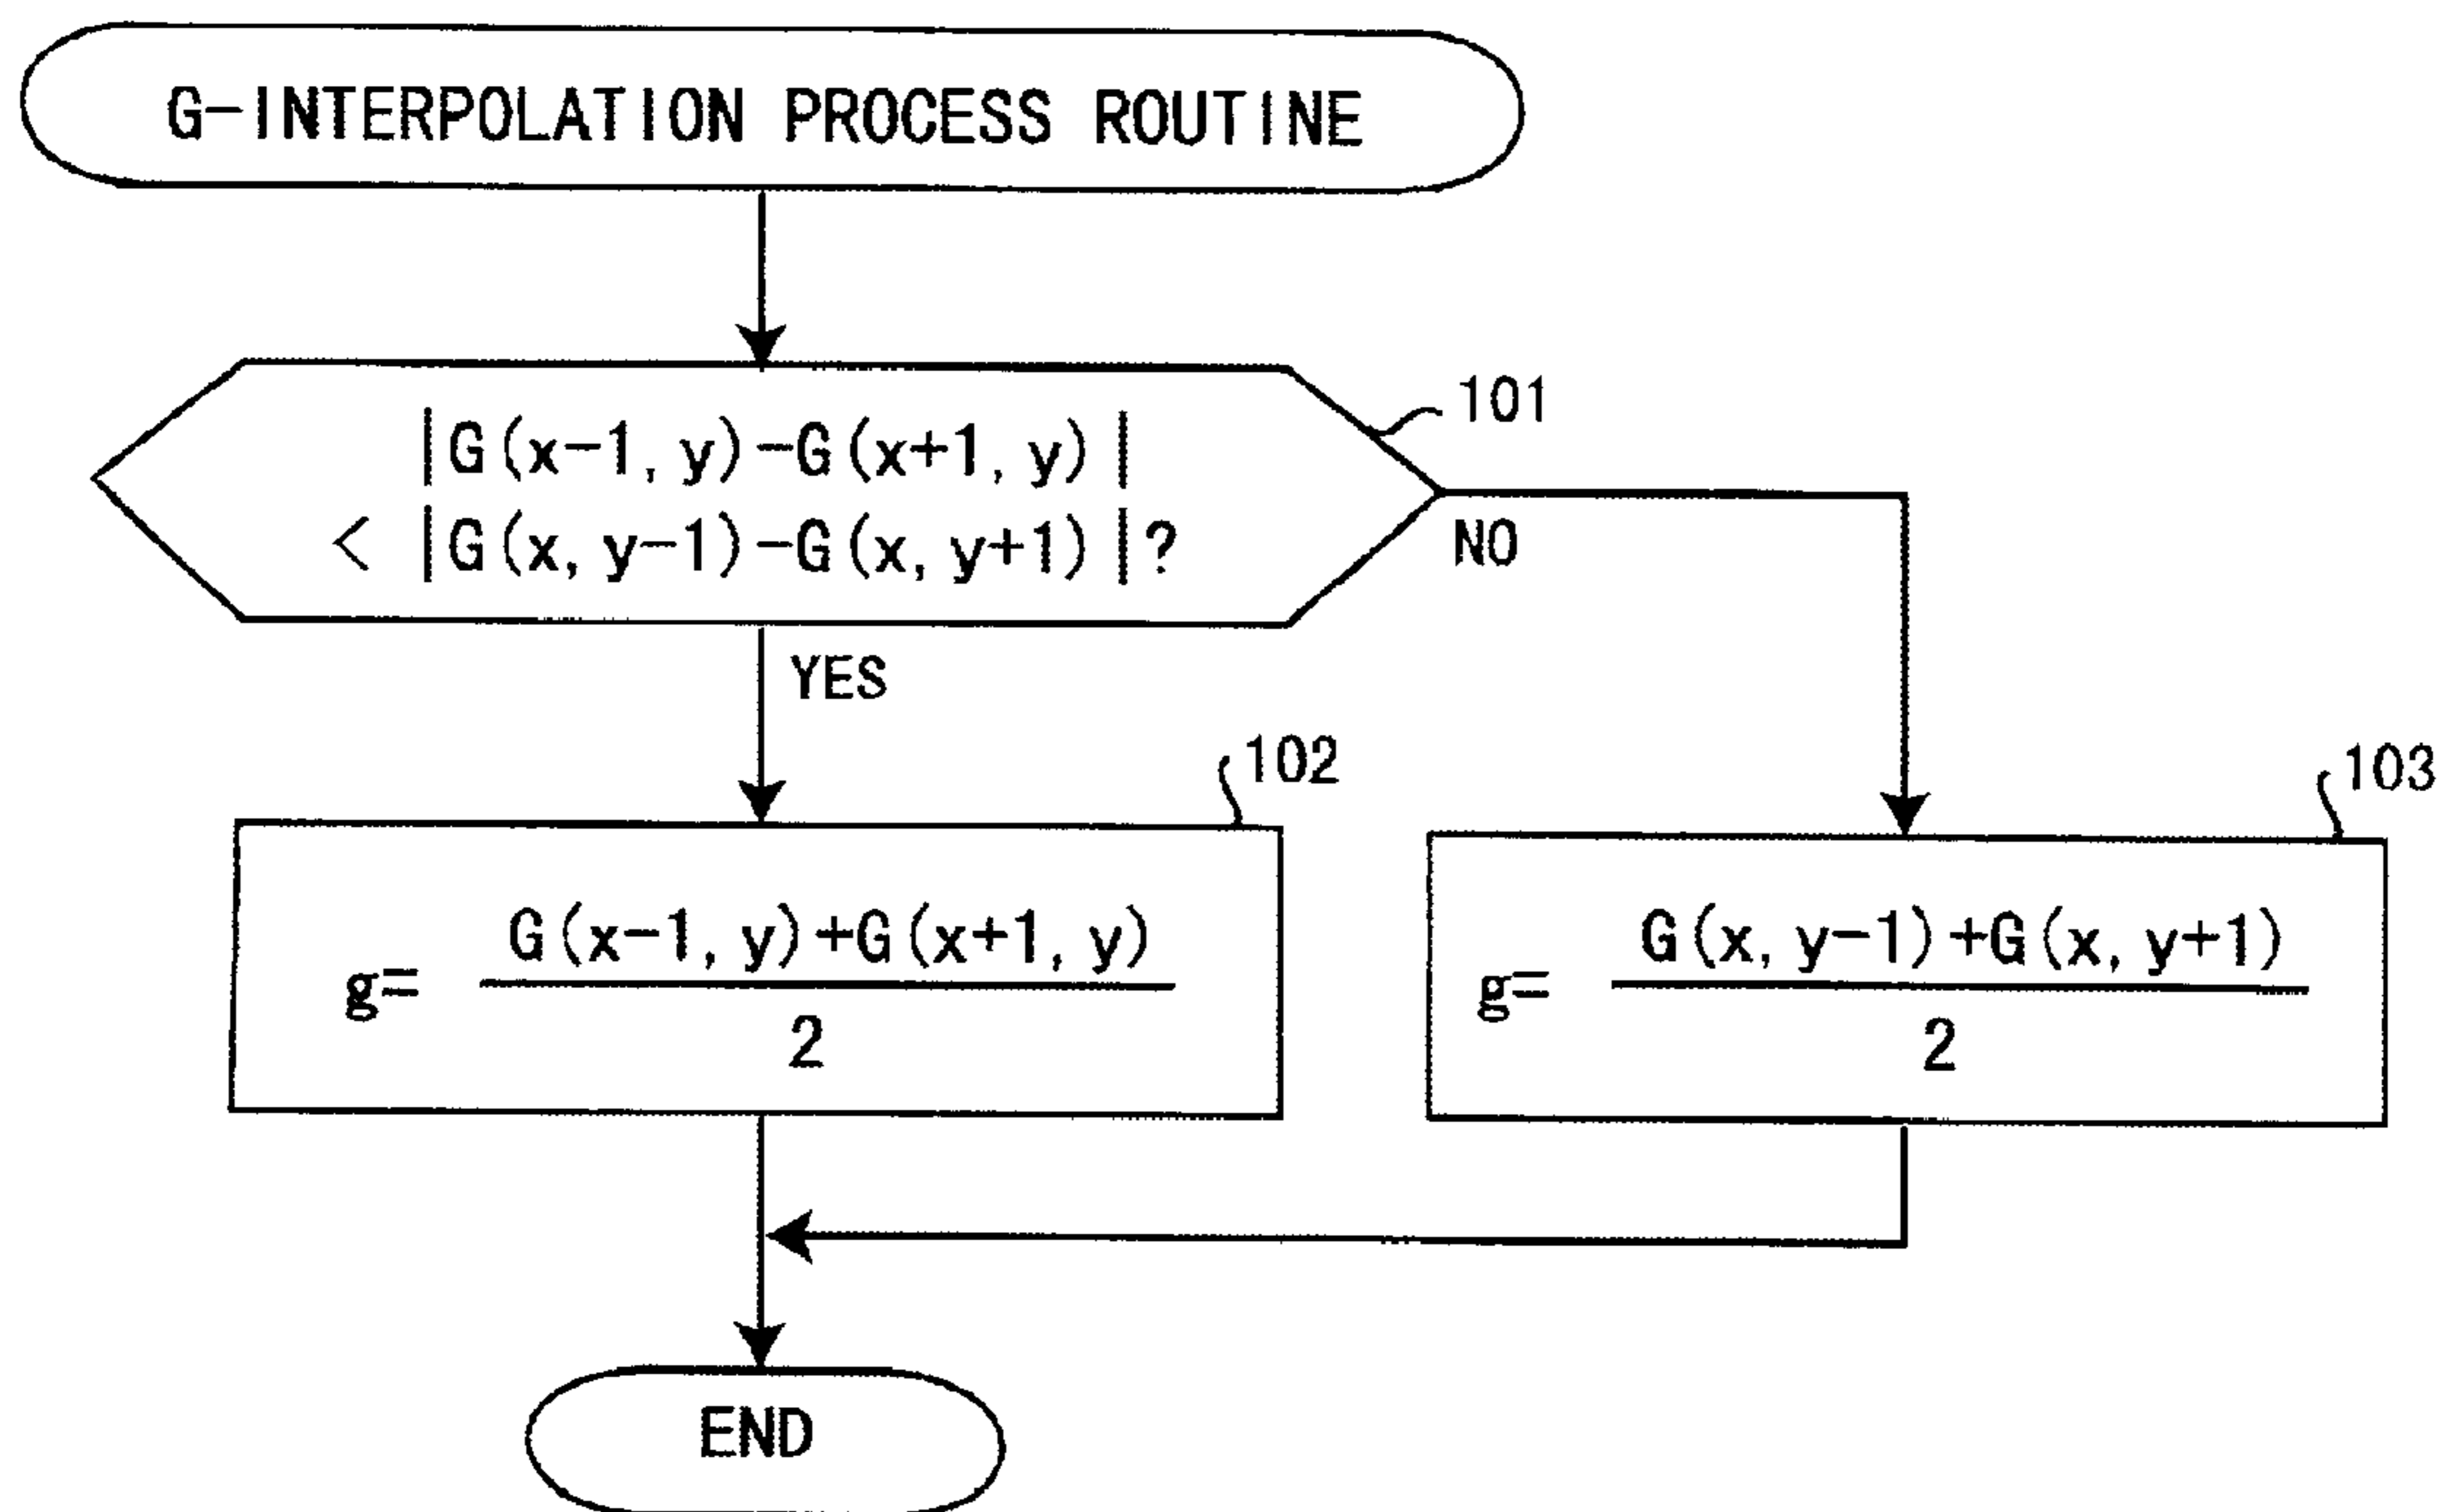 G-INTERPOLATION PROCESS ROUTINE
|G(x-1, y)-G(x+1, y)|
< |G(x, y-1)-G(x, y+1)|?
101
NO
YES
102
103
G(x-1, y)+G(x+1, y)
g=
2
G(x, y-1)+G(x, y+1)
g=
2
END